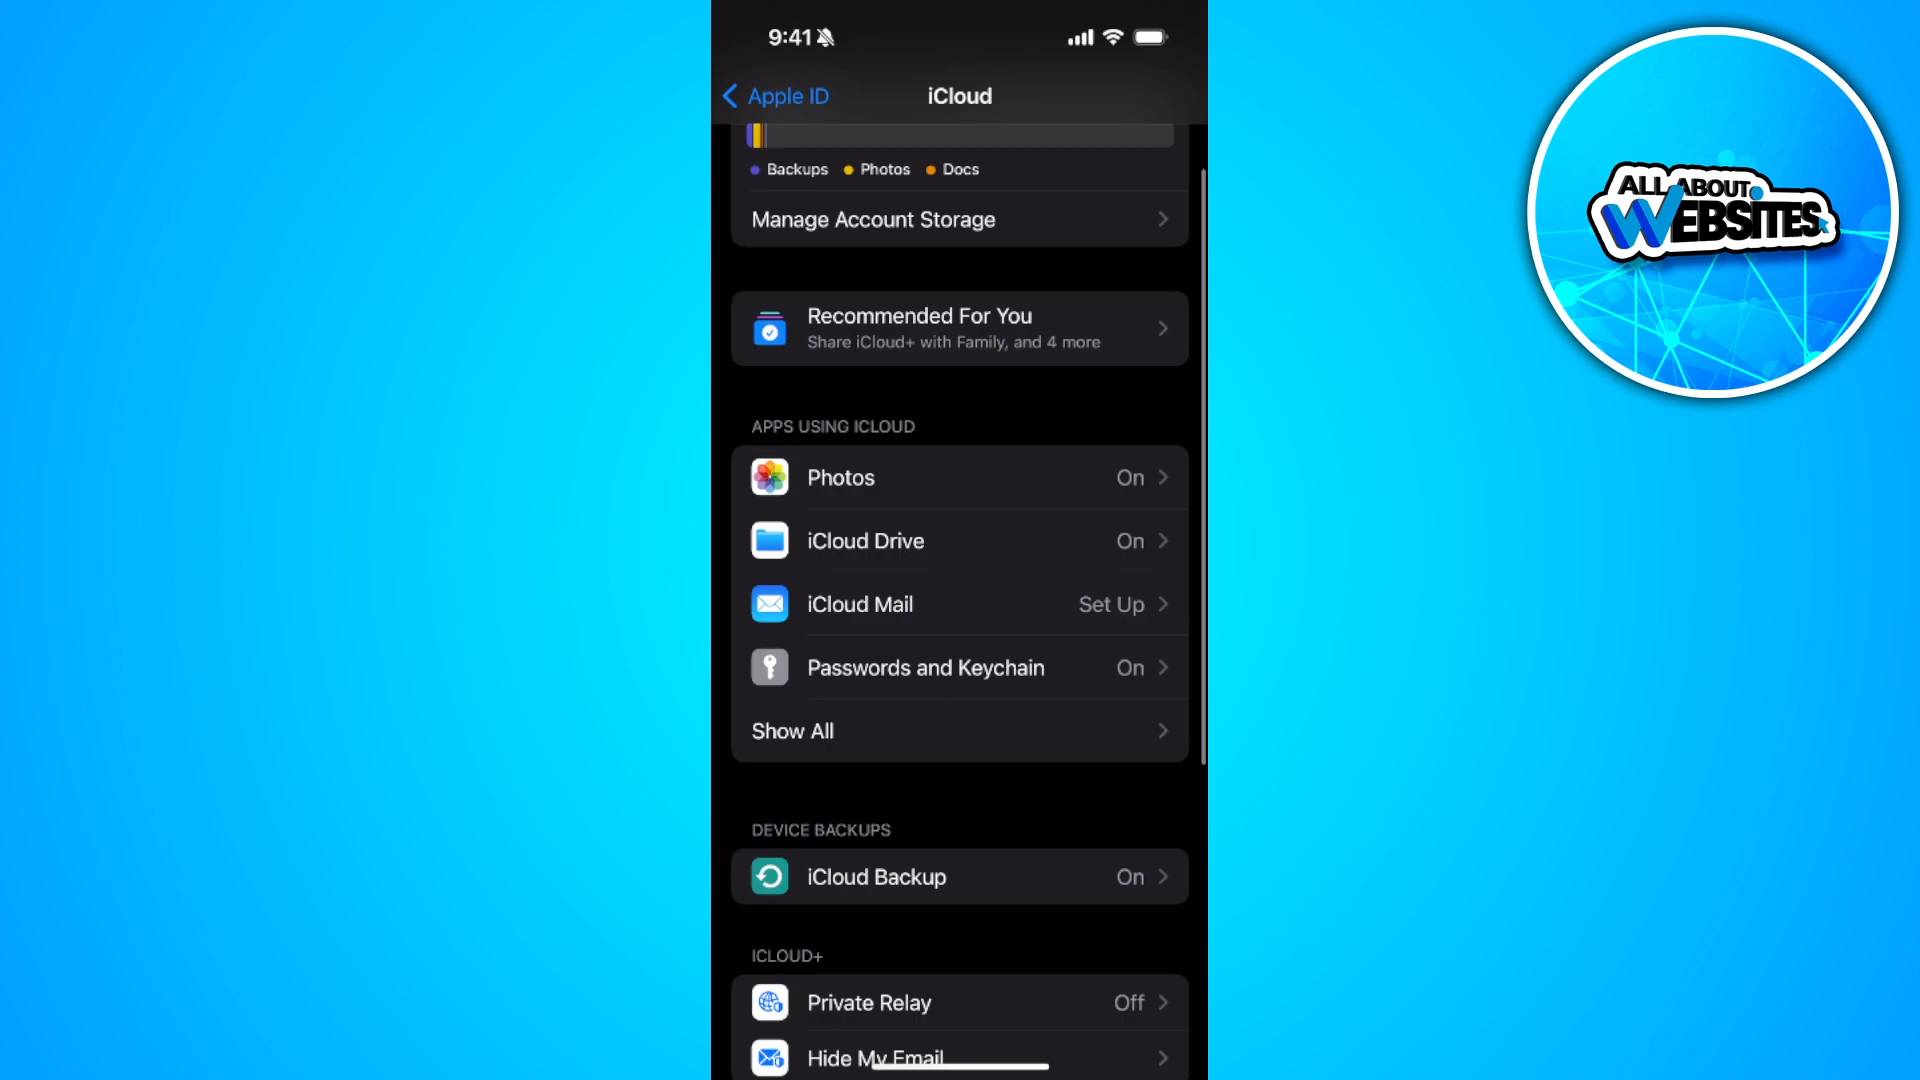 9:41
Apple ID
iCloud
Backups
Photos
Docs
Manage Account Storage
Recommended For You
Share iCloud+ with Family, and 4 more
APPS USING ICLOUD
Photos On
iCloud Drive On
iCloud Mail Set Up
Passwords and Keychain On
Show All
DEVICE BACKUPS
iCloud Backup On
ICLOUD+
Private Relay Off
Hide My Email
ALL ABOUT
WEBSITES